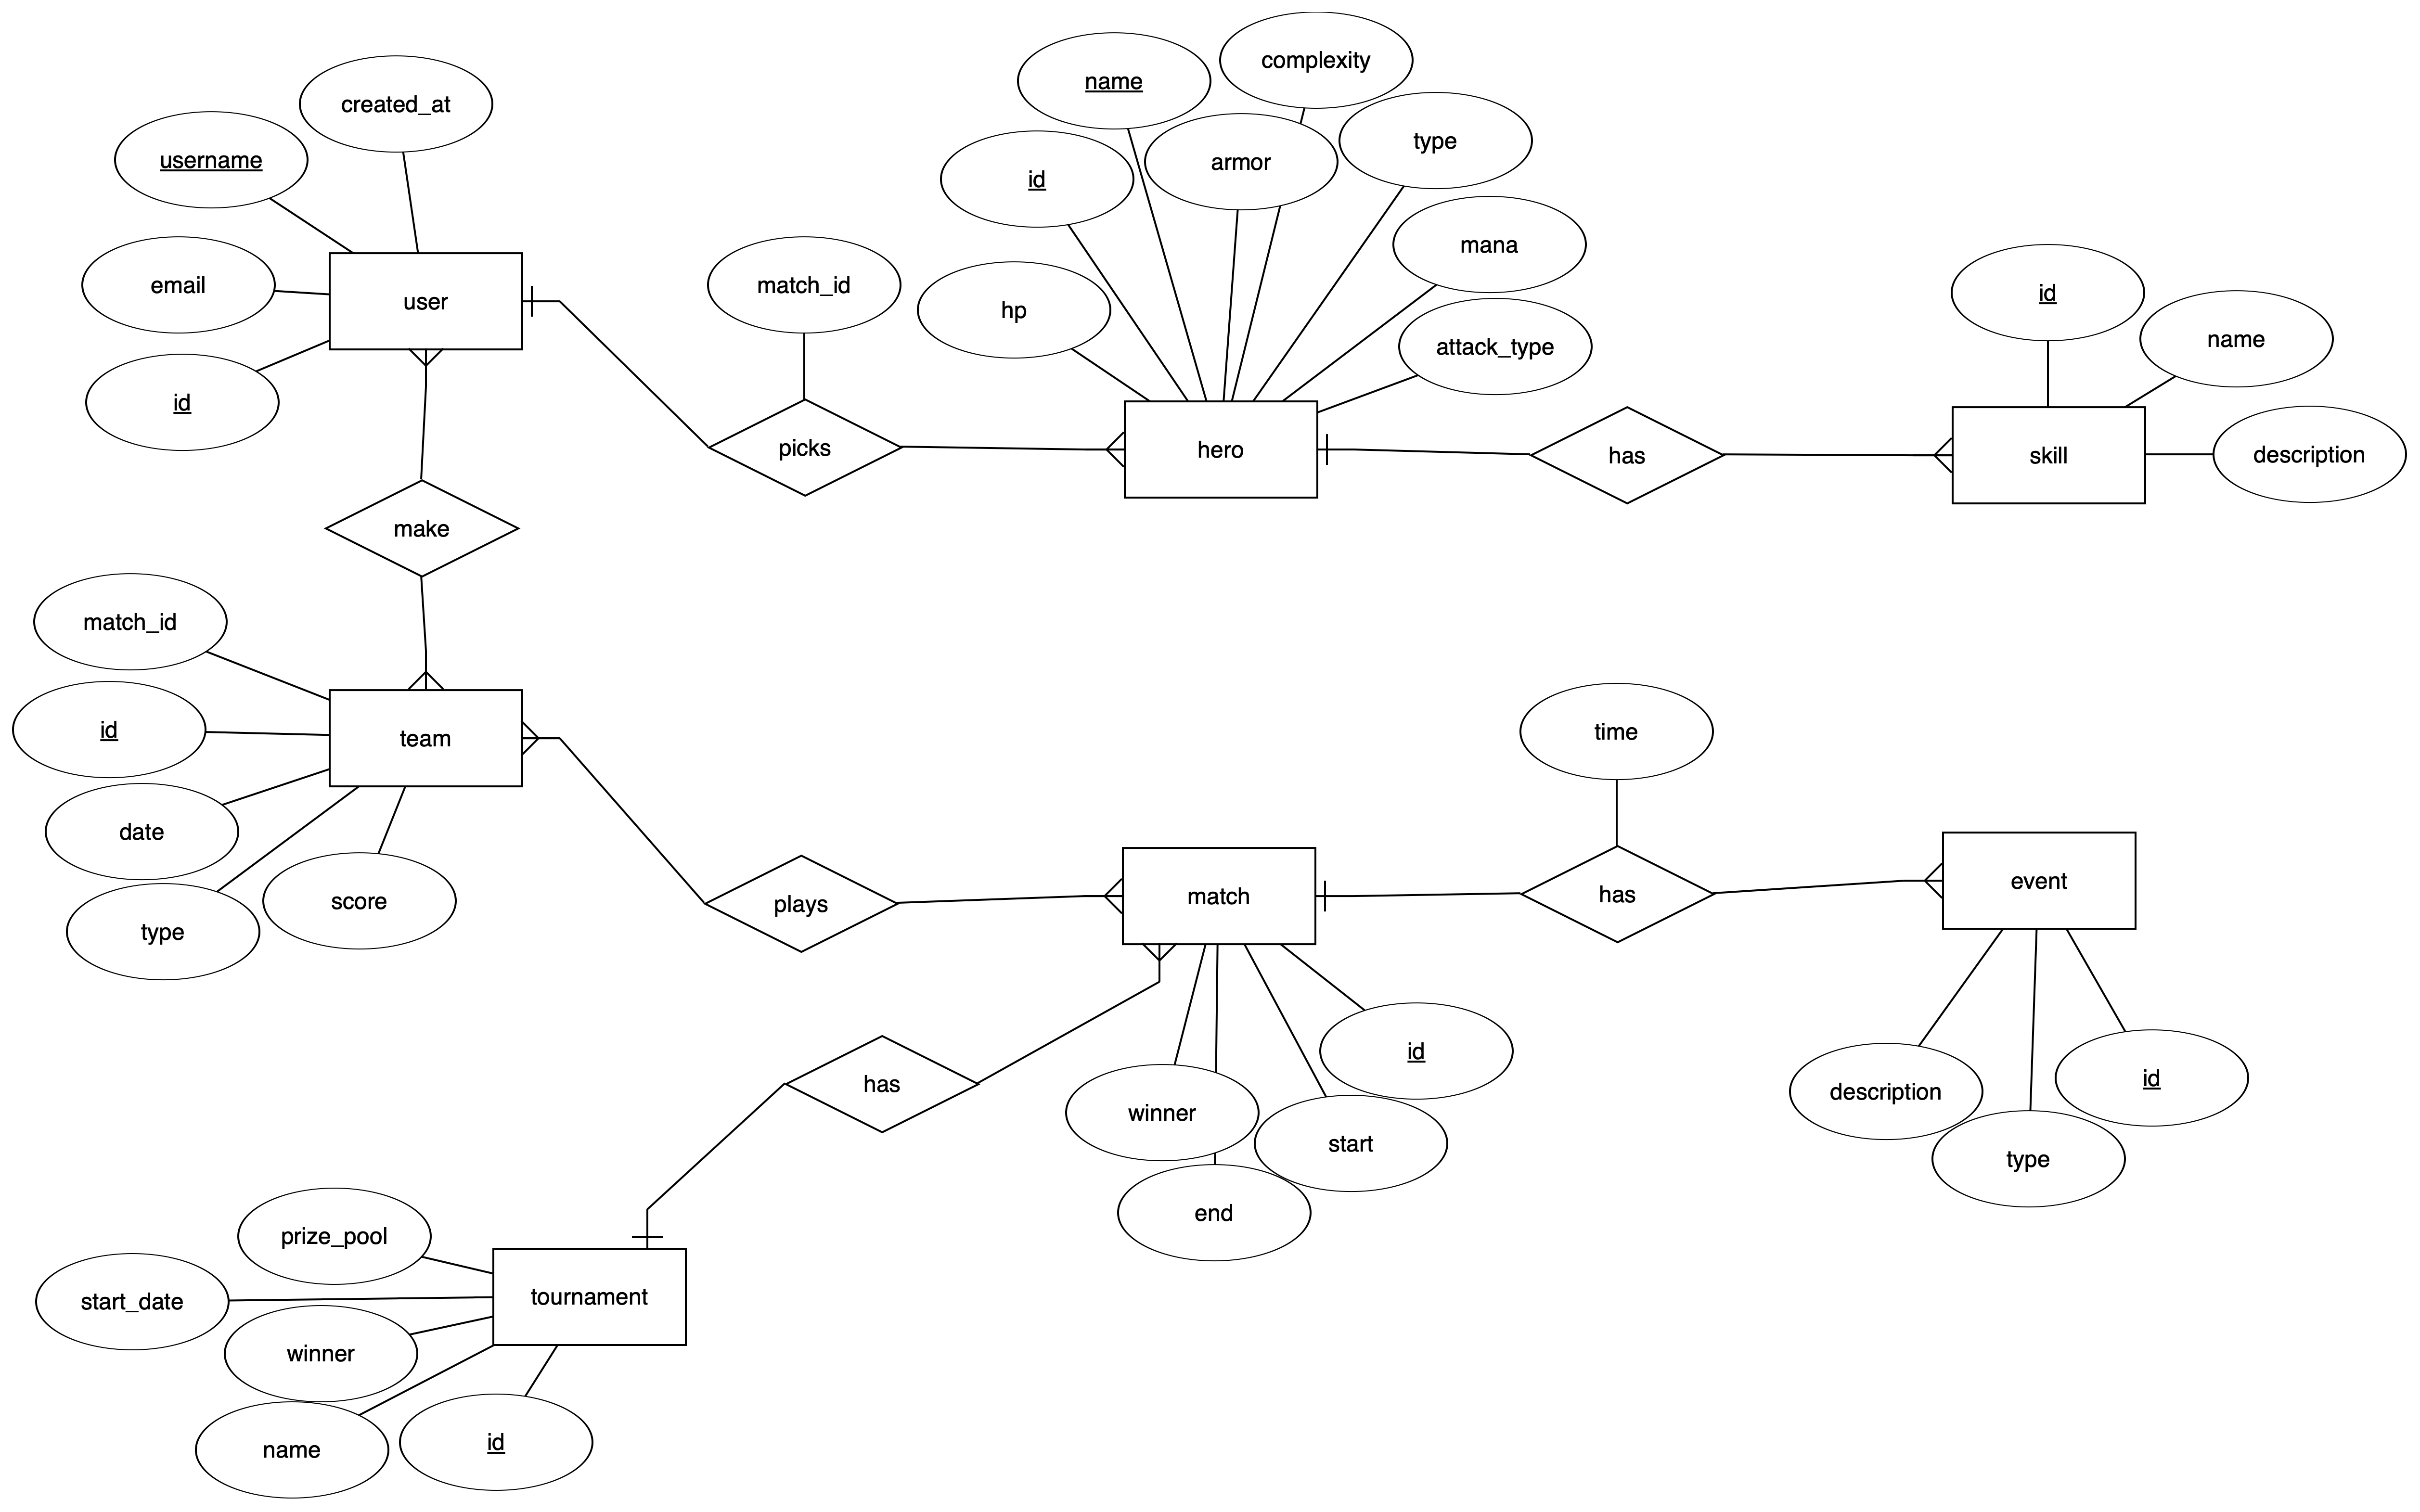 complexity
name
created_at
type
username
armor
id
mana
email
match_id
id
user
hp
name
attack_type
id
picks
hero
has
skill
description
make
match_id
id
team
time
date
score
type
plays
match
has
event
has
id
description
id
winner
start
type
end
prize_pool
start_date
tournament
winner
name
id